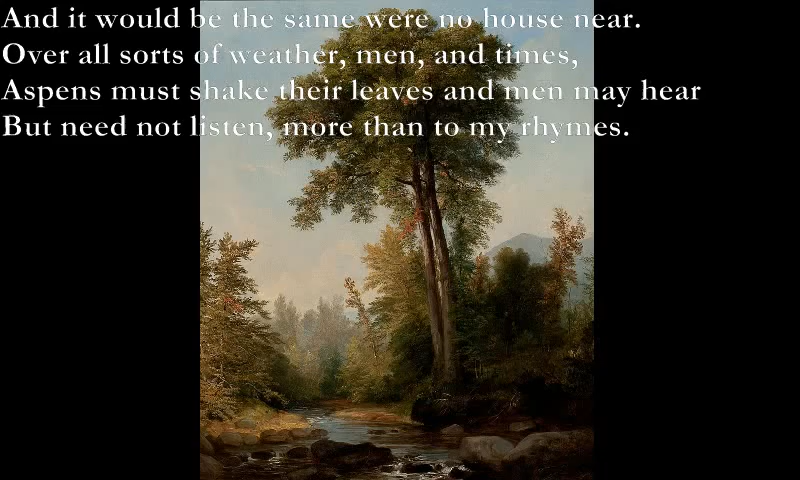 And it would be the same were no house near.
Over all sorts of weather, men, and times,
Aspens must shake their leaves and men may hear
But need not listen, more than to my rhymes.